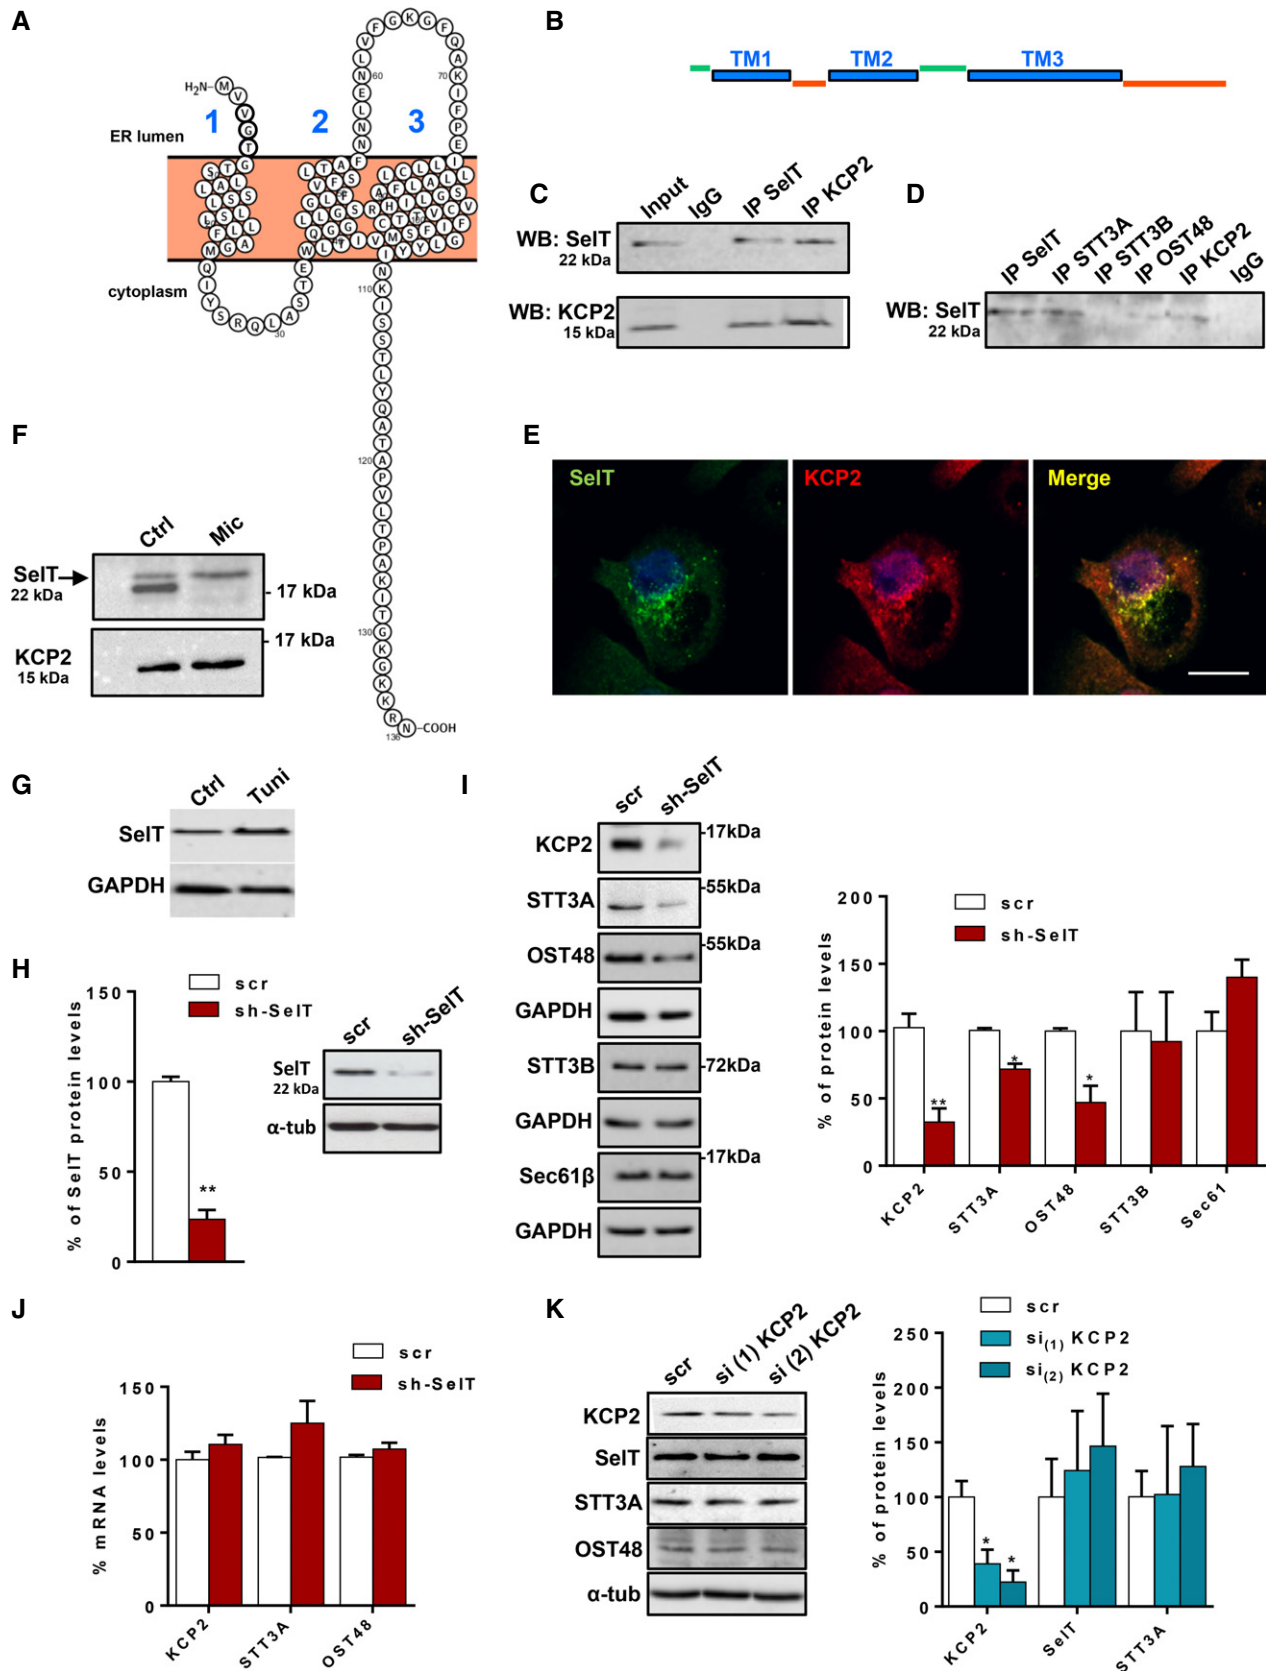 A
H2N
ER lumen
1 2 3
60
70
cytoplasm
30
110
120
130
136
COOH
B
TM1 TM2 TM3
C
Input IgG IP SelT IP KCP2
WB: SelT
22 kDa
WB: KCP2
15 kDa
D
IP SelT IP STT3A IP STT3B IP OST48 IP KCP2 IgG
WB: SelT
22 kDa
F
Ctrl Mic
SelT
22 kDa
- 17 kDa
- 17 kDa
KCP2
15 kDa
E
SelT KCP2 Merge
G
Ctrl Tuni
SelT
GAPDH
H
scr
sh-SelT
% of SelT protein levels
150
100
50
0
**
scr sh-SelT
SelT
22 kDa
α-tub
I
scr sh-SelT
KCP2 -17kDa
STT3A -55kDa
OST48 -55kDa
GAPDH
STT3B -72kDa
GAPDH
Sec61β -17kDa
GAPDH
scr
sh-SelT
% of protein levels
200
150
100
50
0
** * *
KCP2 STT3A OST48 STT3B Sec61
J
scr
sh-SelT
% mRNA levels
150
100
50
0
KCP2 STT3A OST48
K
scr si (1) KCP2 si (2) KCP2
KCP2
SelT
STT3A
OST48
α-tub
scr
si(1) KCP2
si(2) KCP2
% of protein levels
250
200
150
100
50
0
* *
KCP2 SelT STT3A